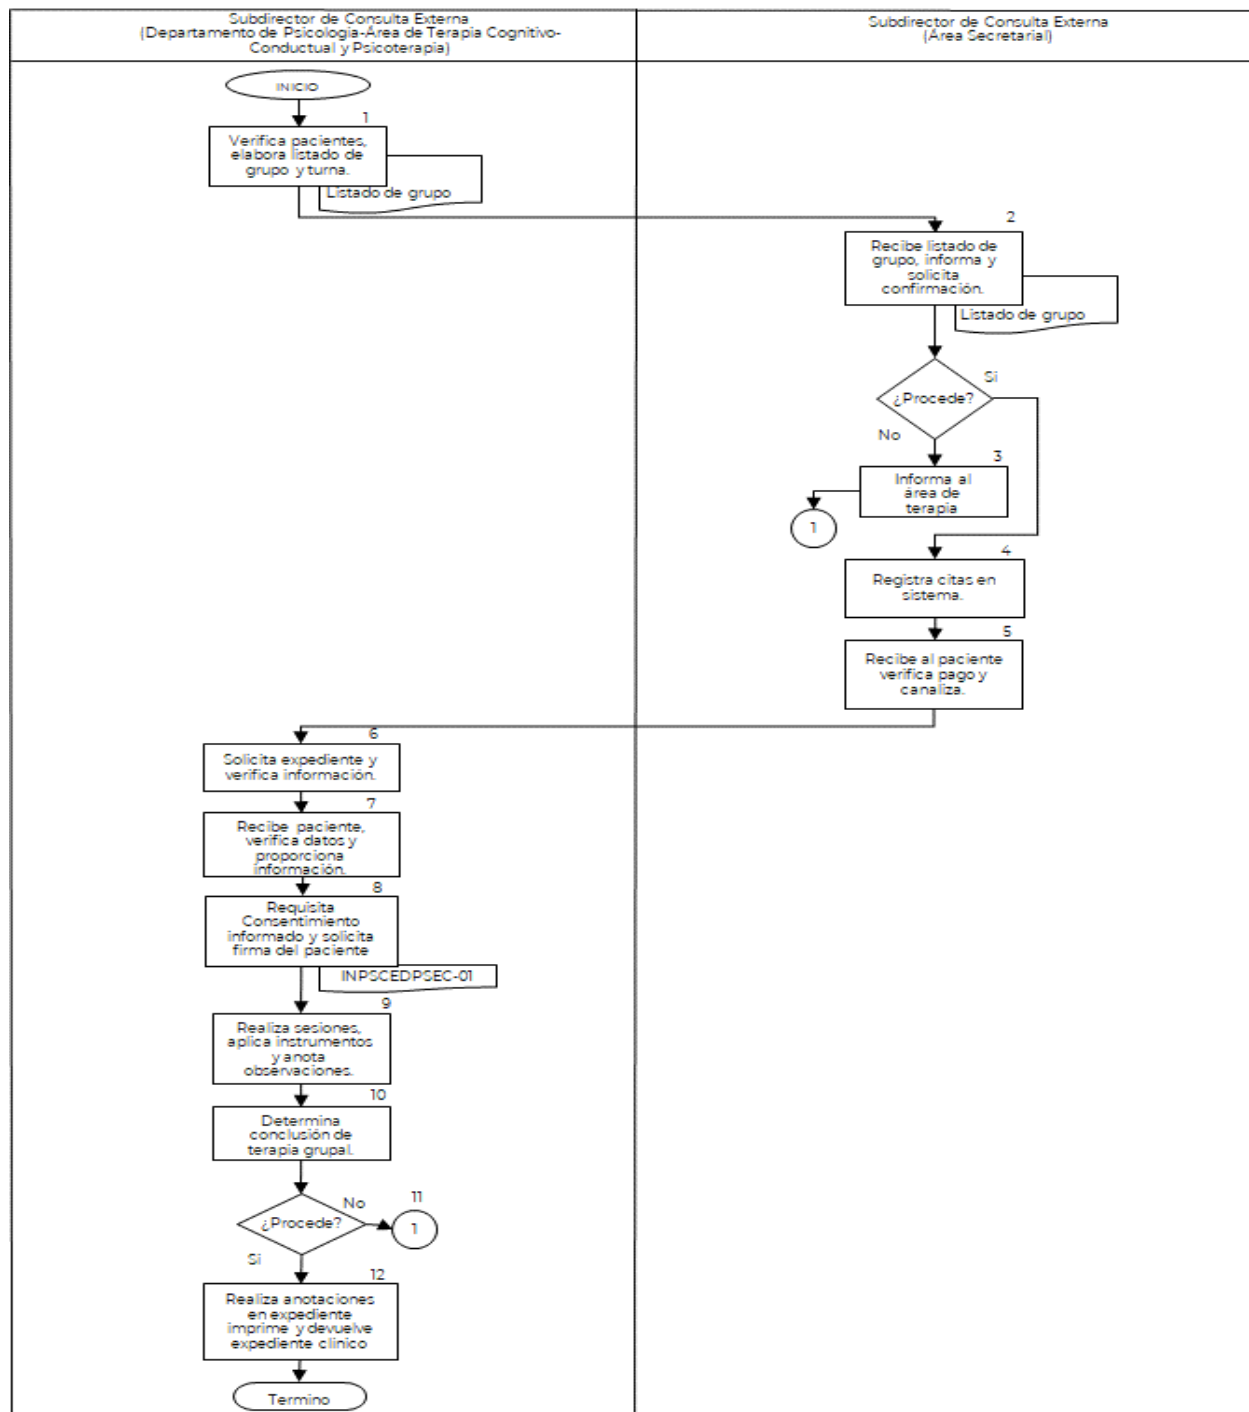 Subdirector de Consulta Externa
(Departamento de Psicología-Área de Terapia Cognitivo-
Conductual y Psicoterapia)
Subdirector de Consulta Externa
(Área Secretarial)
INICIO
1
Verifica pacientes,
elabora listado de
grupo y turna.
Listado de grupo
2
Recibe listado de
grupo, informa y
solicita
confirmación.
Listado de grupo
¿Procede?
Si
No
3
Informa al
área de
terapia
1
4
Registra citas en
sistema.
5
Recibe al paciente
verifica pago y
canaliza.
6
Solicita expediente y
verifica información.
7
Recibe paciente,
verifica datos y
proporciona
información.
8
Requisita
Consentimiento
informado y solicita
firma del paciente
INPSCEDPSEC-01
9
Realiza sesiones,
aplica instrumentos
y anota
observaciones.
10
Determina
conclusión de
terapia grupal.
¿Procede?
No
11
1
Si
12
Realiza anotaciones
en expediente
imprime y devuelve
expediente clínico
Termino